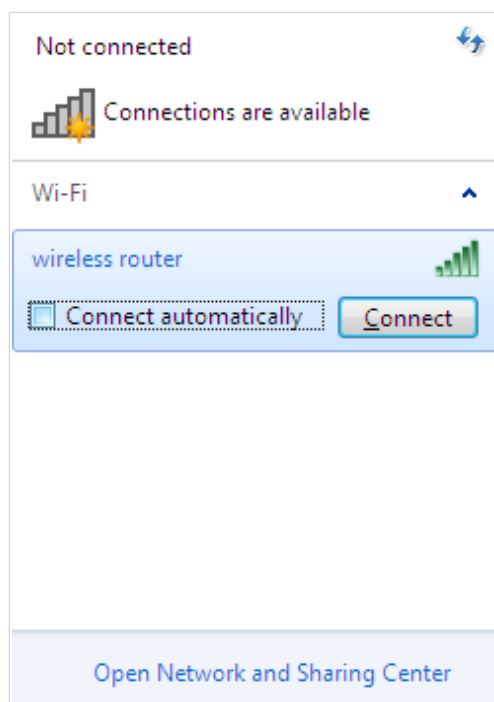 Not connected
Connections are available
Wi-Fi
wireless router
Connect automatically
Connect
Open Network and Sharing Center